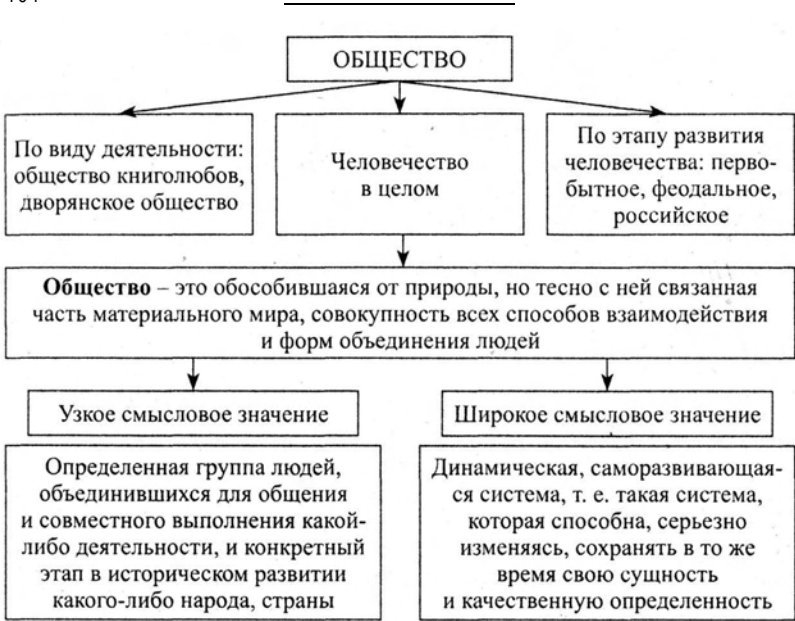 ОБЩЕСТВО
По виду деятельности:
общество книголюбов,
дворянское общество
Человечество
в целом
По этапу развития
человечества: перво-
бытное, феодальное,
российское
Общество – это обособившаяся от природы, но тесно с ней связанная
часть материального мира, совокупность всех способов взаимодействия
и форм объединения людей
Узкое смысловое значение
Широкое смысловое значение
Определенная группа людей,
объединившихся для общения
и совместного выполнения какой-
либо деятельности, и конкретный
этап в историческом развитии
какого-либо народа, страны
Динамическая, саморазвивающая-
ся система, т. е. такая система,
которая способна, серьезно
изменяясь, сохранять в то же
время свою сущность
и качественную определенность